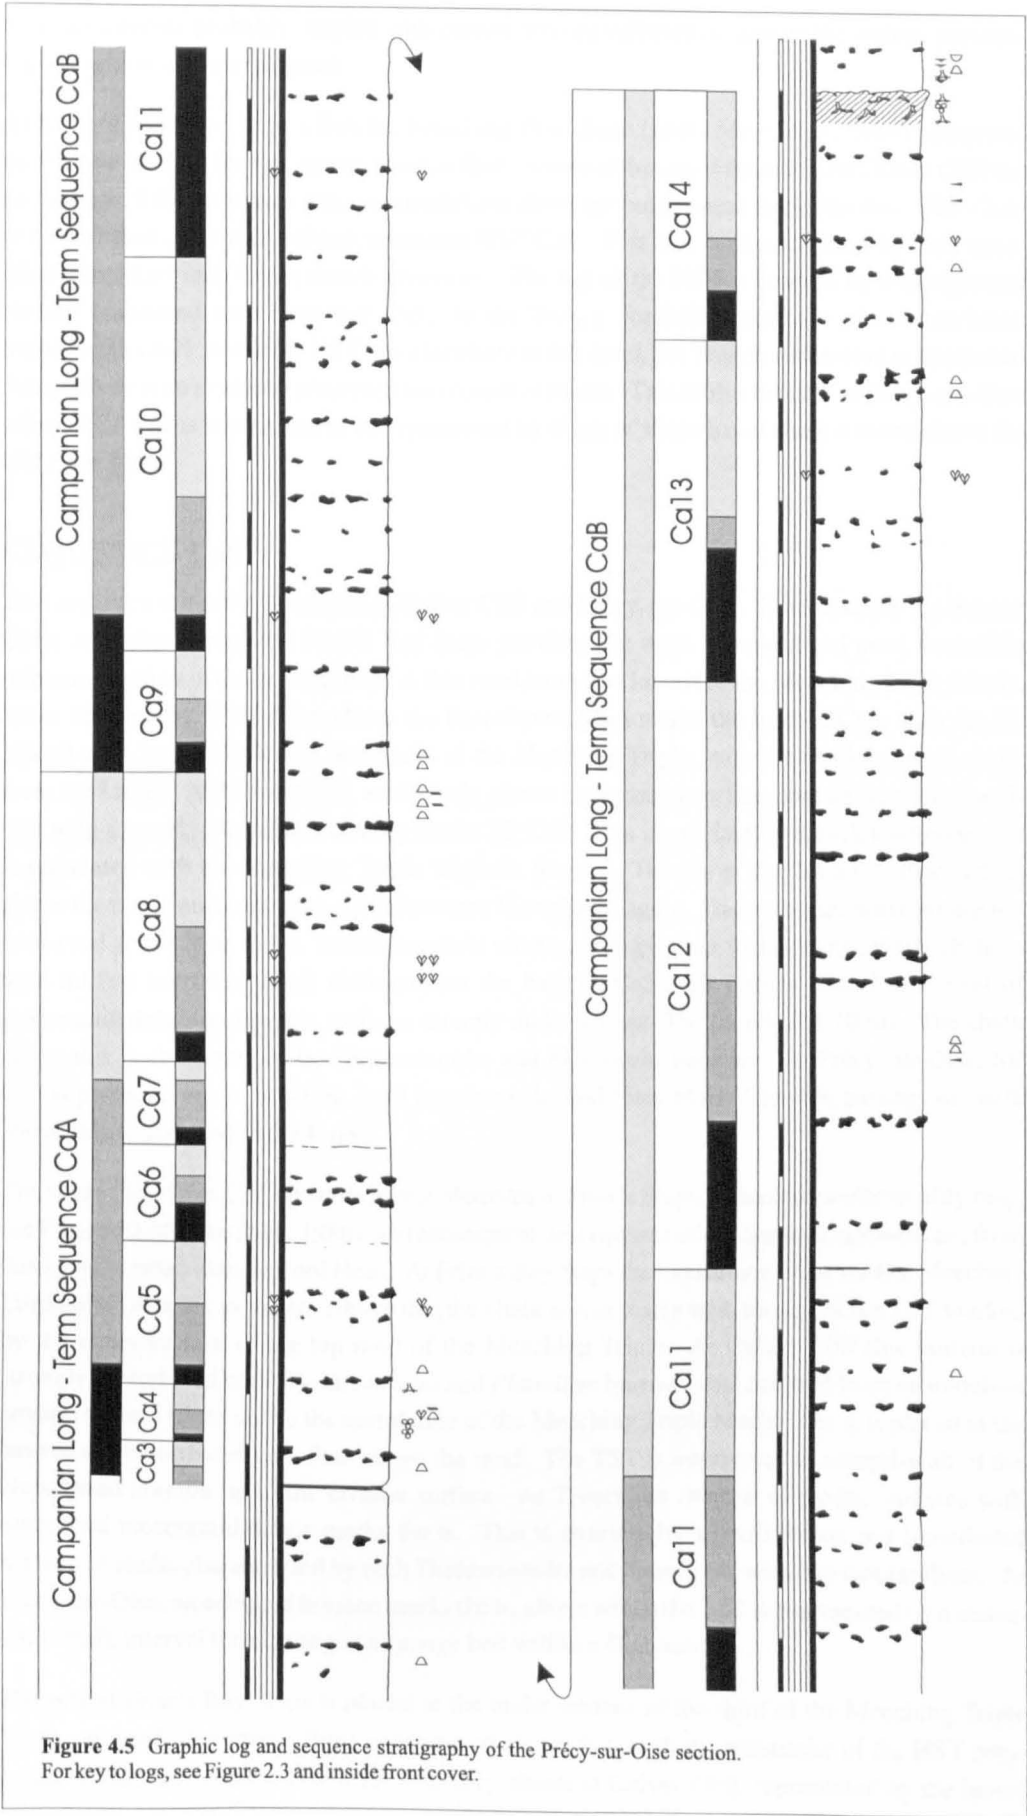 Campanian Long - Term Sequence CaB
Ca11
Ca10
Ca9
Ca8
Campanian Long - Term Sequence CaA
Ca7
Ca6
Ca5
Ca4
Ca3
Campanian Long - Term Sequence CaB
Ca14
Ca13
Ca12
Ca11
Ca11
Figure 4.5 Graphic log and sequence stratigraphy of the Précy-sur-Oise section.
For key to logs, see Figure 2.3 and inside front cover.